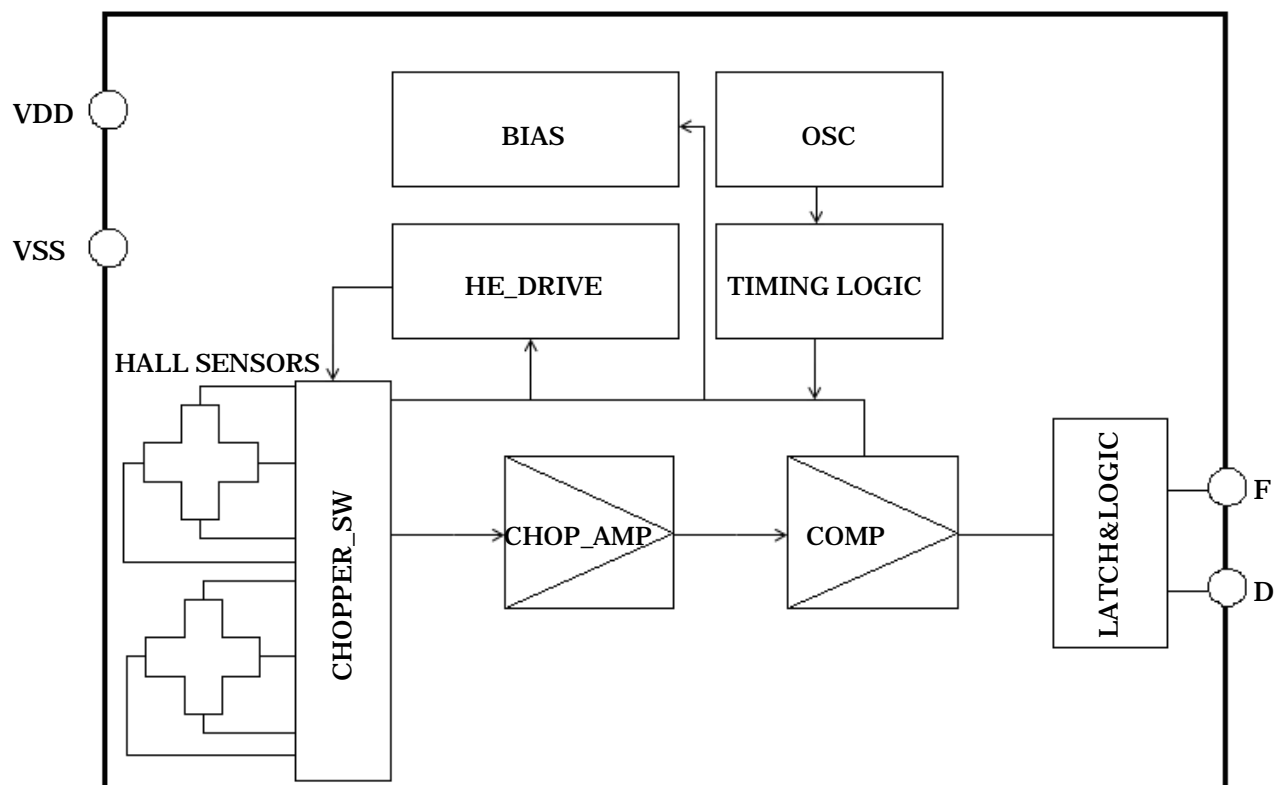 VDD
BIAS
OSC
VSS
HE_DRIVE
TIMING LOGIC
HALL SENSORS
CHOPPER_SW
CHOP_AMP
COMP
LATCH&LOGIC
F
D